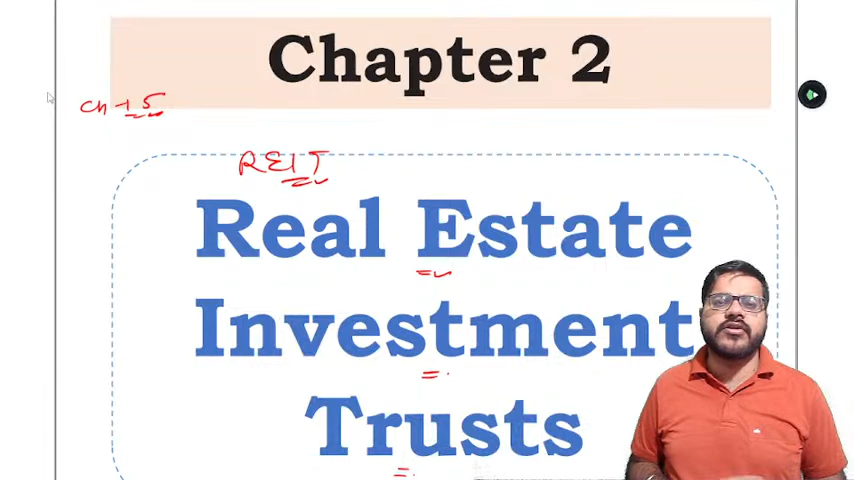 Chapter 2
Ch - 15
REIT
Real Estate
Investment
Trusts